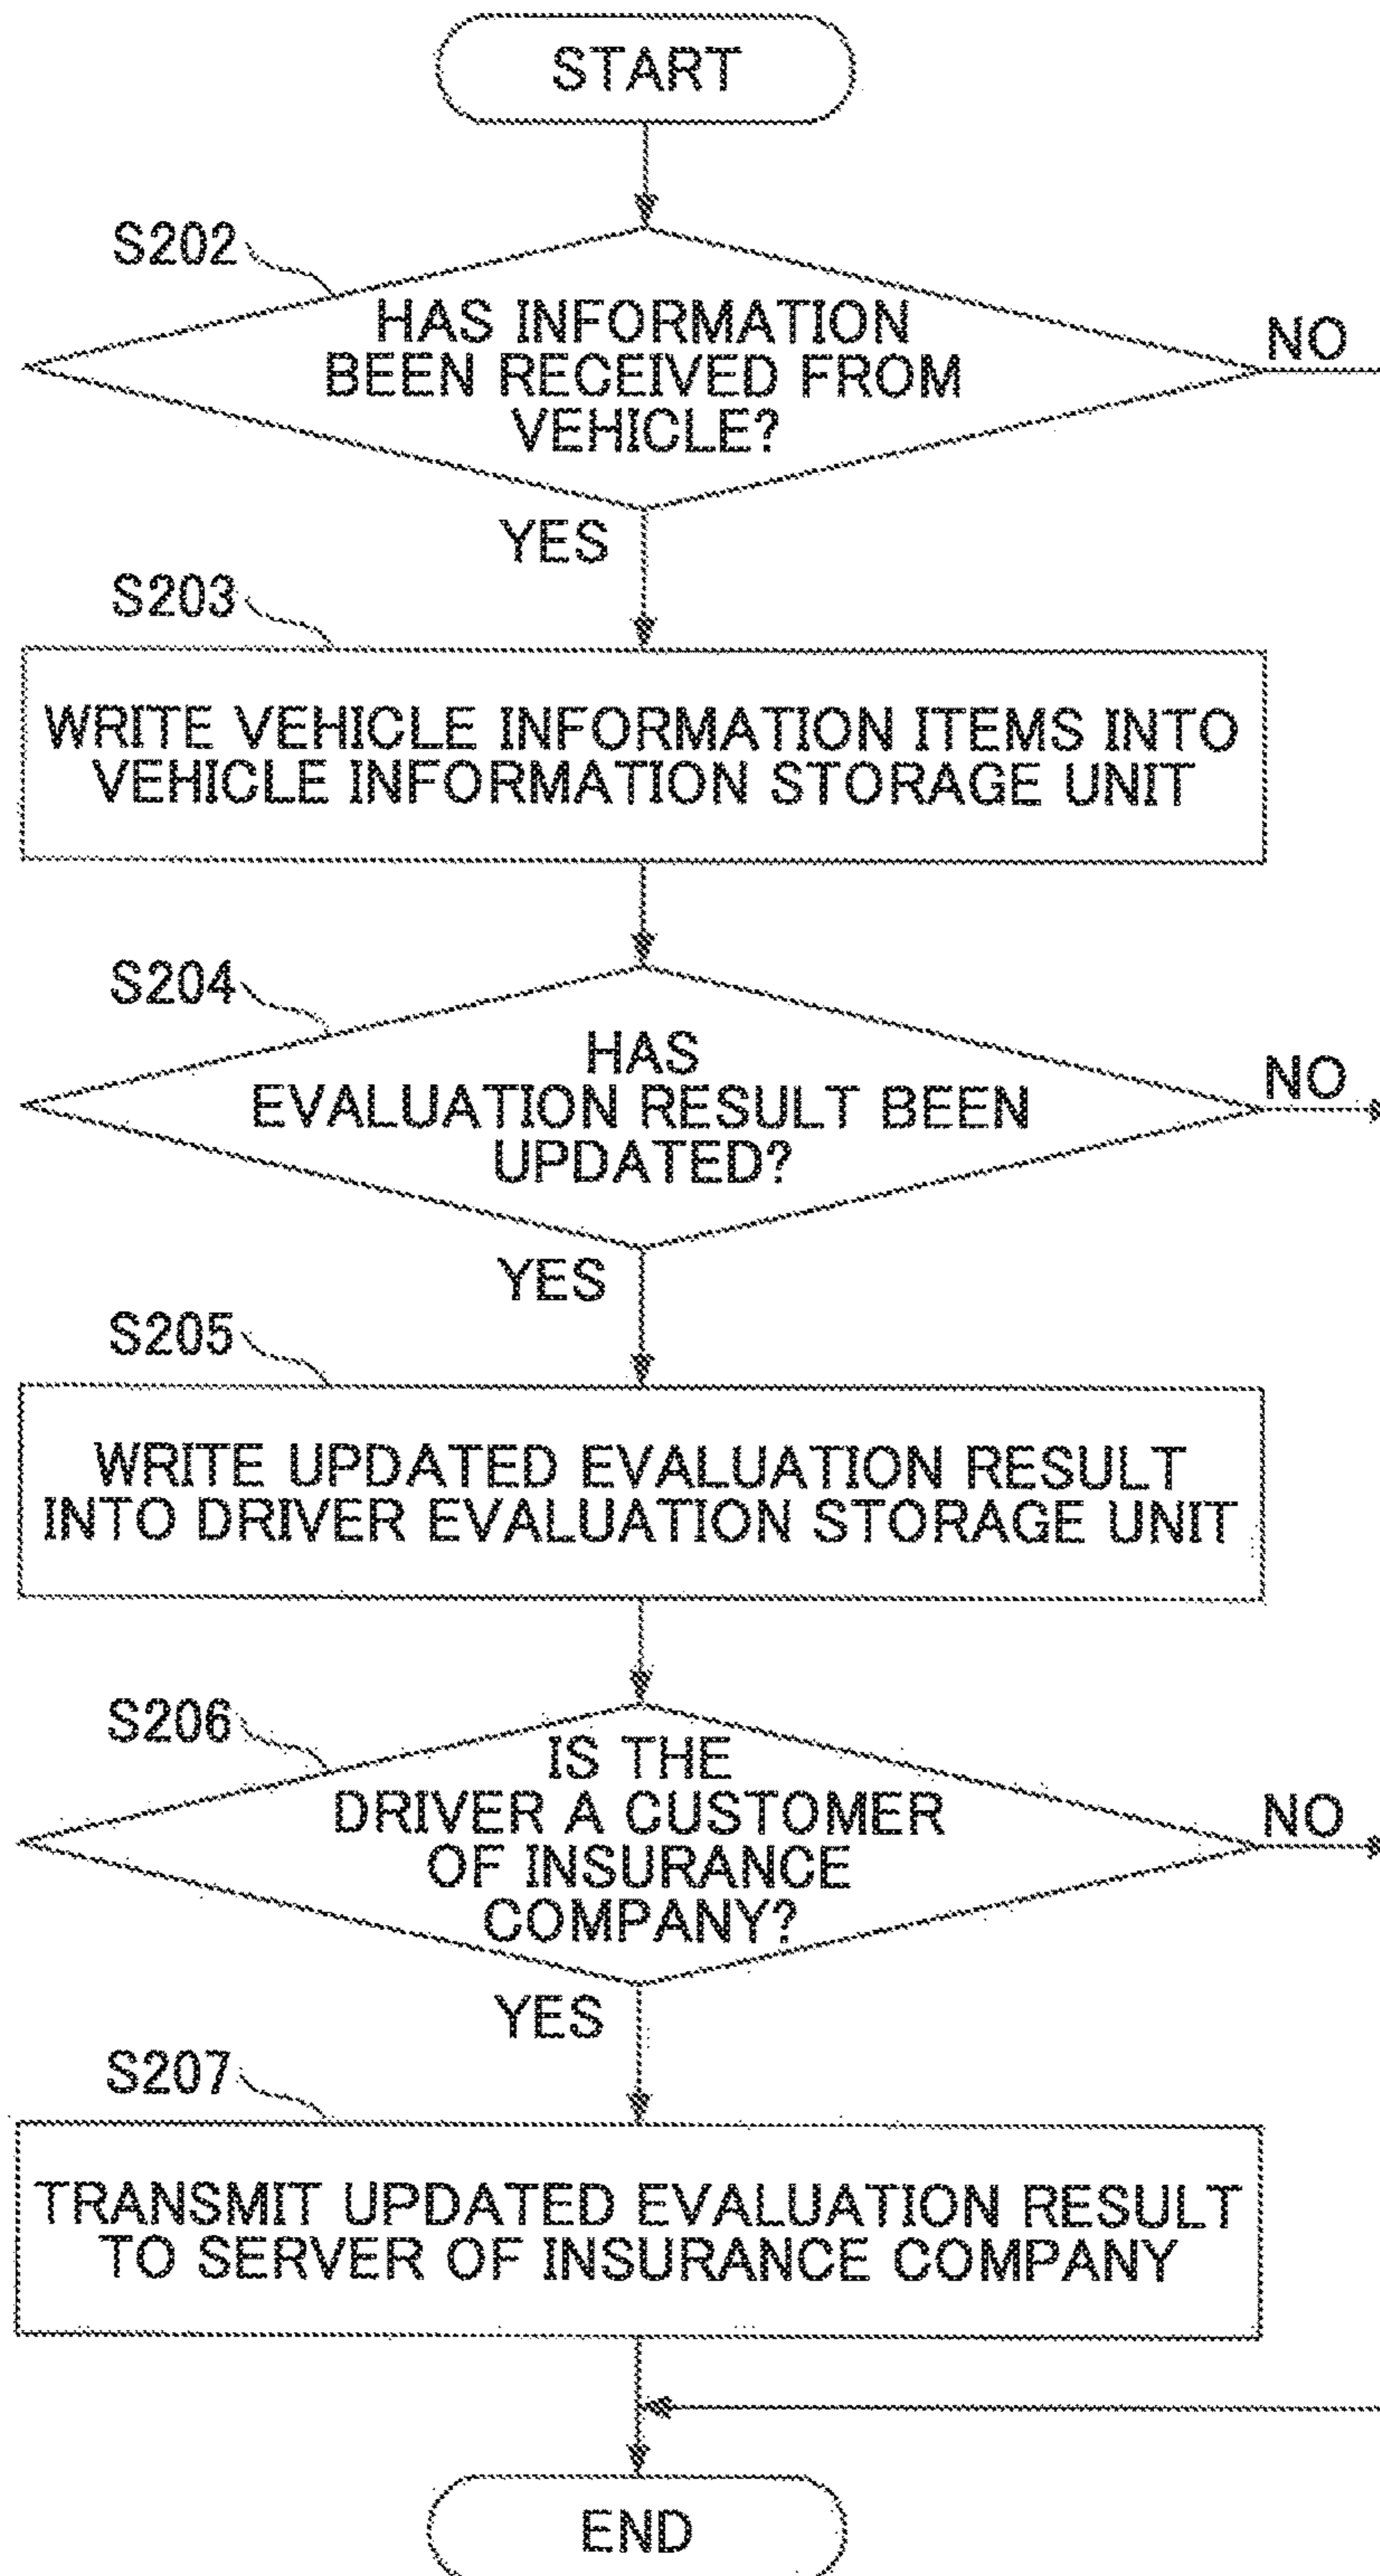 START
S202
HAS INFORMATION
BEEN RECEIVED FROM
VEHICLE?
NO
YES
S203
WRITE VEHICLE INFORMATION ITEMS INTO
VEHICLE INFORMATION STORAGE UNIT
S204
HAS
EVALUATION RESULT BEEN
UPDATED?
NO
YES
S205
WRITE UPDATED EVALUATION RESULT
INTO DRIVER EVALUATION STORAGE UNIT
S206
IS THE
DRIVER A CUSTOMER
OF INSURANCE
COMPANY?
NO
YES
S207
TRANSMIT UPDATED EVALUATION RESULT
TO SERVER OF INSURANCE COMPANY
END